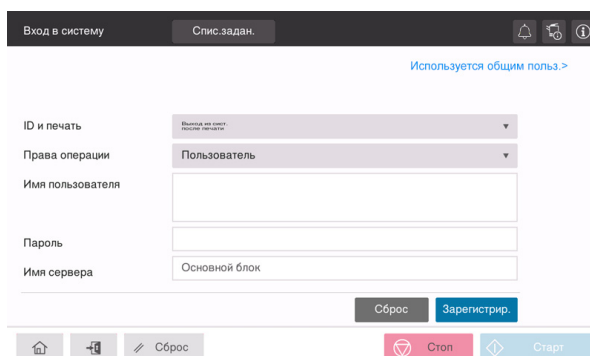 Вход в систему
Спис.задан.
Используется общим польз.>
ID и печать
Выход из сист.
после печати
Права операции
Пользователь
Имя пользователя
Пароль
Имя сервера
Основной блок
Сброс
Зарегистрир.
Сброс
Стоп
Старт